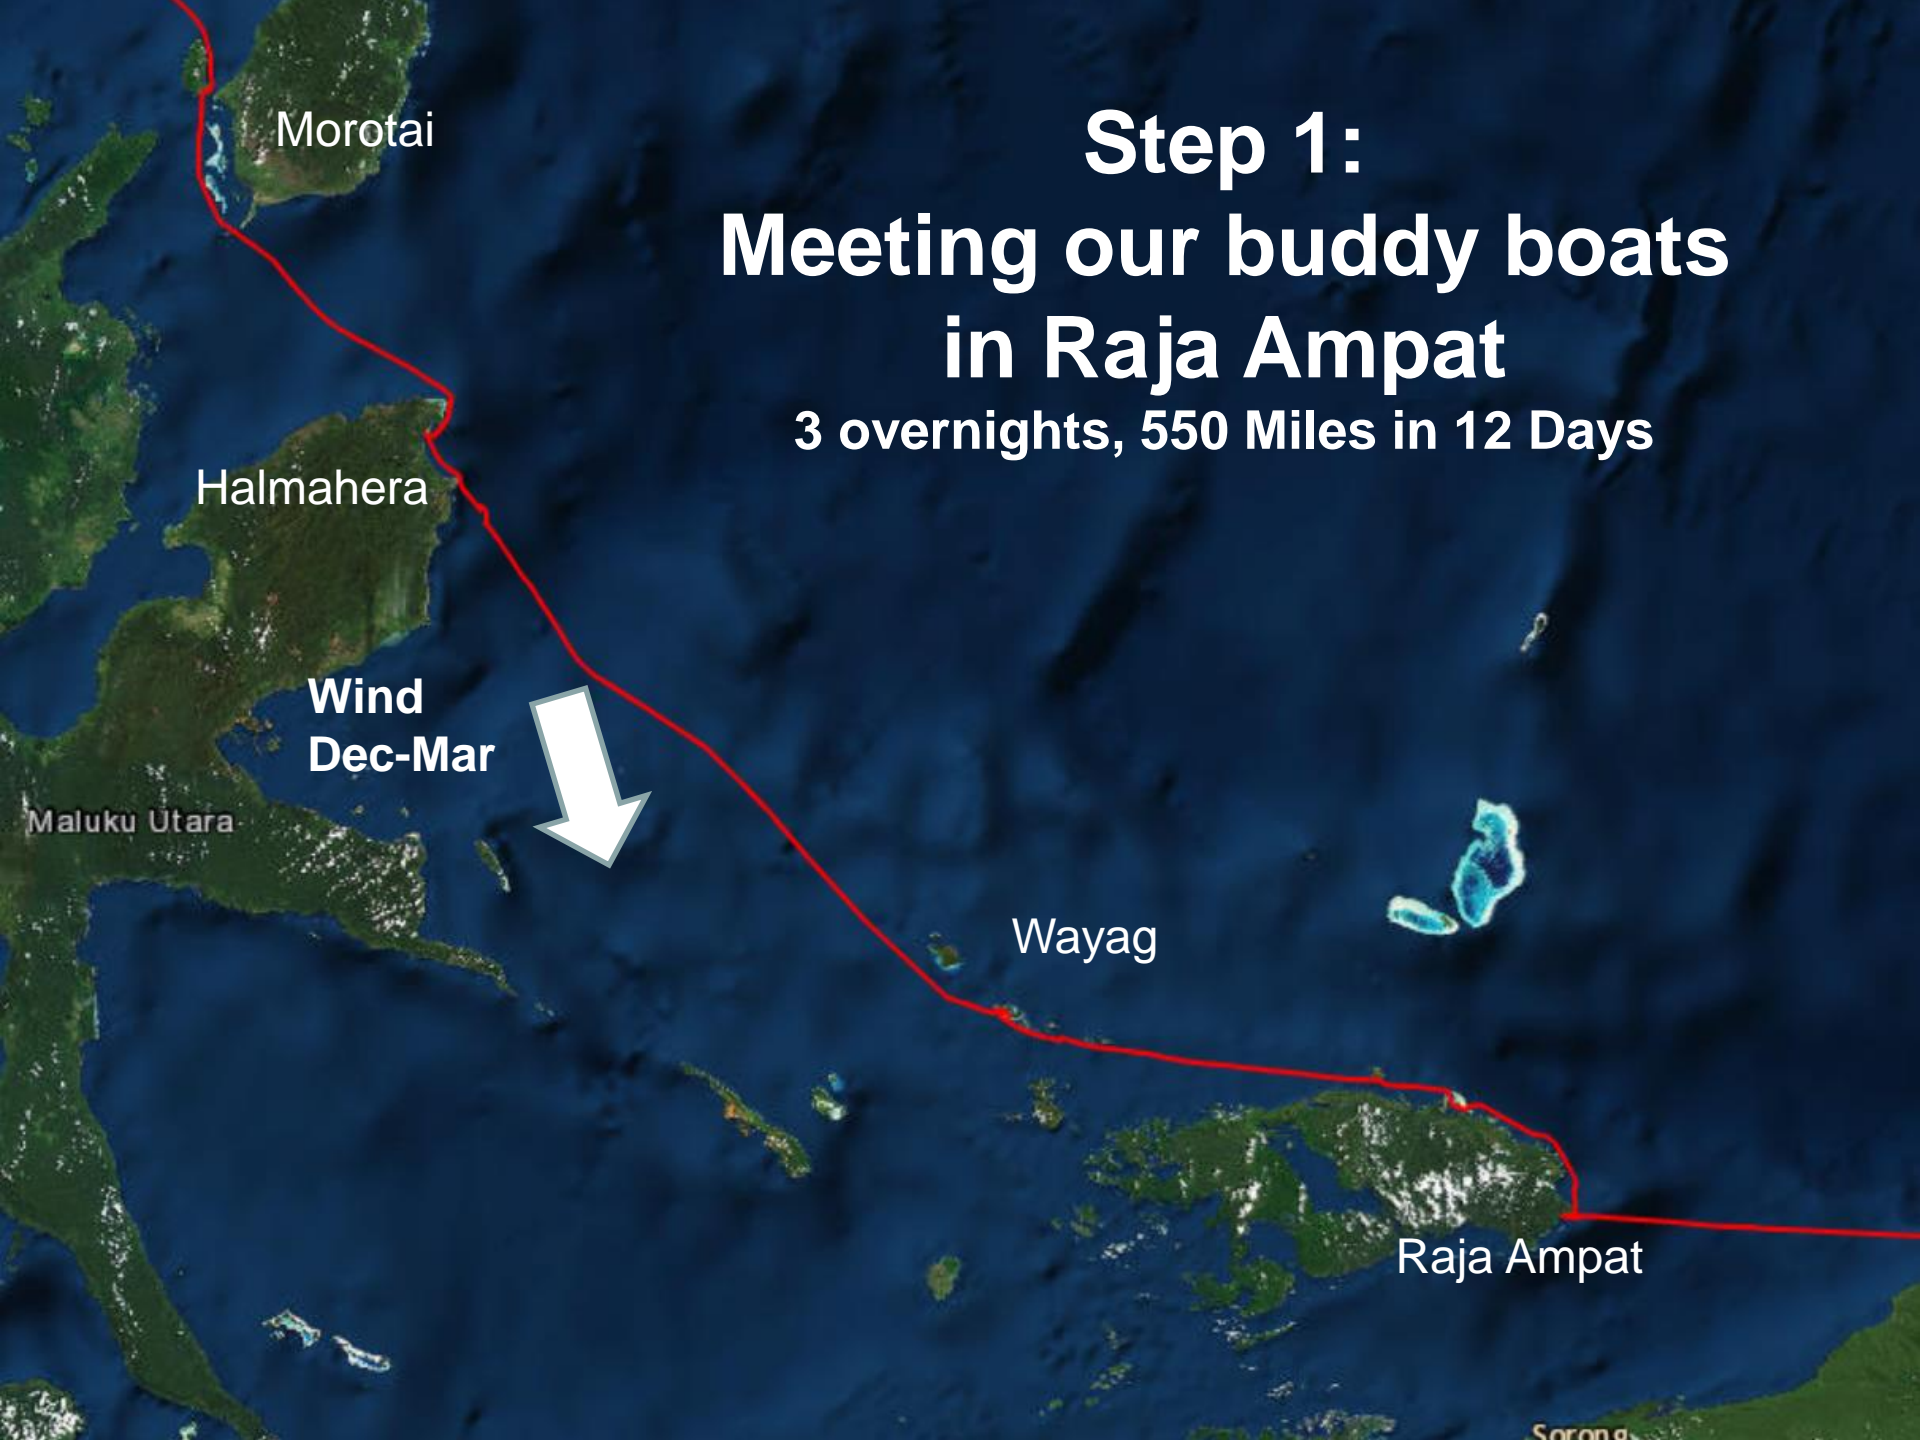 Morotai
Step 1:
Meeting our buddy boats
in Raja Ampat
3 overnights, 550 Miles in 12 Days
Halmahera
Wind
Dec-Mar
Maluku Utara
Wayag
Raja Ampat
Sorong